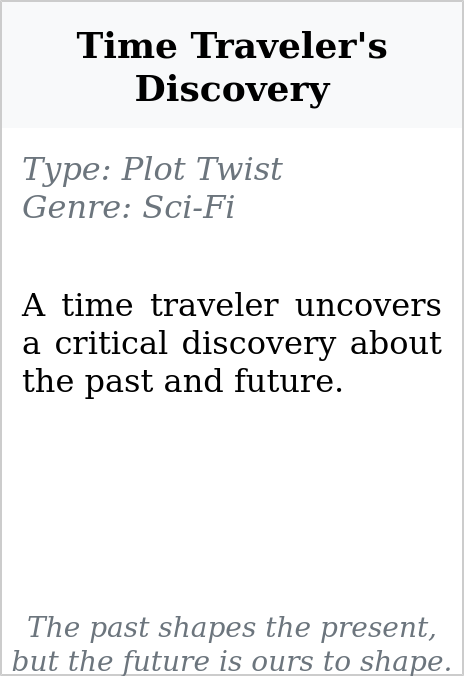 Time Traveler's
Discovery
Type: Plot Twist
Genre: Sci-Fi
A time traveler uncovers
a critical discovery about
the past and future.
The past shapes the present,
but the future is ours to shape.